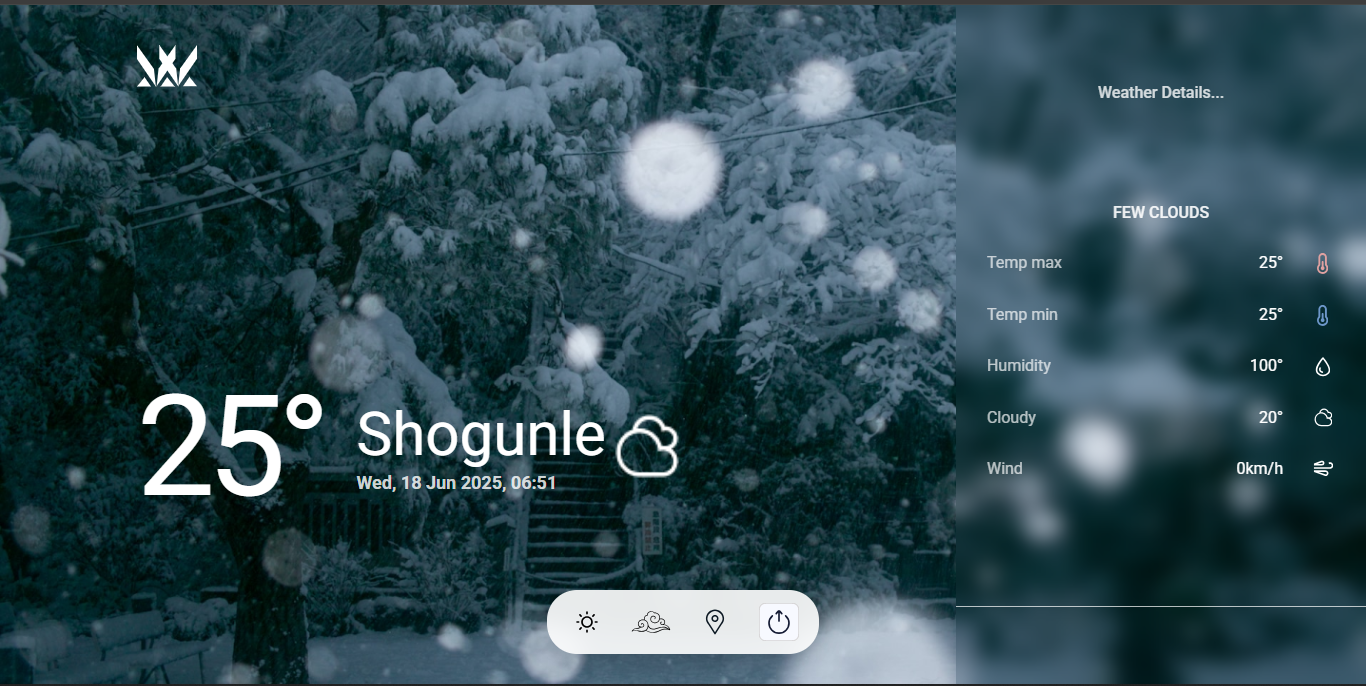 Weather Details...
25°
Shogunle
Wed, 18 Jun 2025, 06:51
FEW CLOUDS
Temp max 25°
Temp min 25°
Humidity 100°
Cloudy 20°
Wind 0km/h